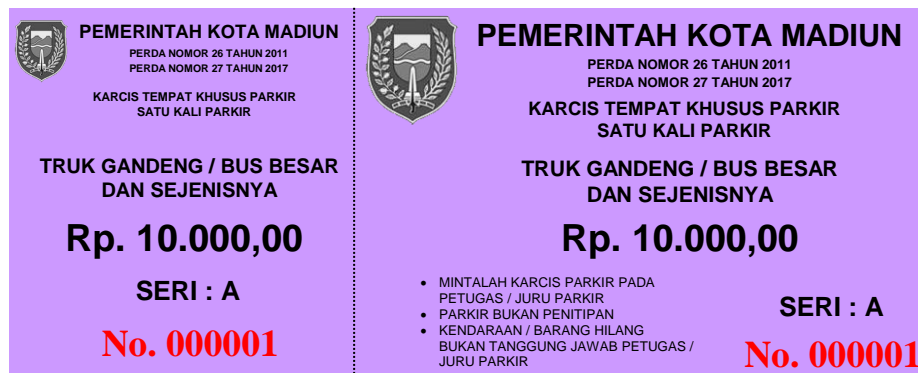 PEMERINTAH KOTA MADIUN
PERDA NOMOR 26 TAHUN 2011
PERDA NOMOR 27 TAHUN 2017
KARCIS TEMPAT KHUSUS PARKIR
SATU KALI PARKIR
TRUK GANDENG / BUS BESAR
DAN SEJENISNYA
Rp. 10.000,00
SERI : A
No. 000001
PEMERINTAH KOTA MADIUN
PERDA NOMOR 26 TAHUN 2011
PERDA NOMOR 27 TAHUN 2017
KARCIS TEMPAT KHUSUS PARKIR
SATU KALI PARKIR
TRUK GANDENG / BUS BESAR
DAN SEJENISNYA
Rp. 10.000,00
• MINTALAH KARCIS PARKIR PADA
PETUGAS / JURU PARKIR
• PARKIR BUKAN PENITIPAN
• KENDARAAN / BARANG HILANG
BUKAN TANGGUNG JAWAB PETUGAS /
JURU PARKIR
SERI : A
No. 000001